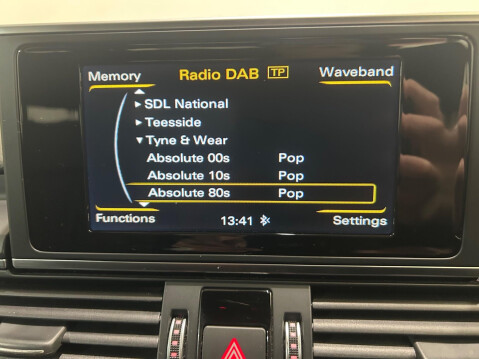 Memory Radio DAB TP Waveband
SDL National
Teesside
Tyne & Wear
Absolute 00s Pop
Absolute 10s Pop
Absolute 80s Pop
Functions 13:41 Settings